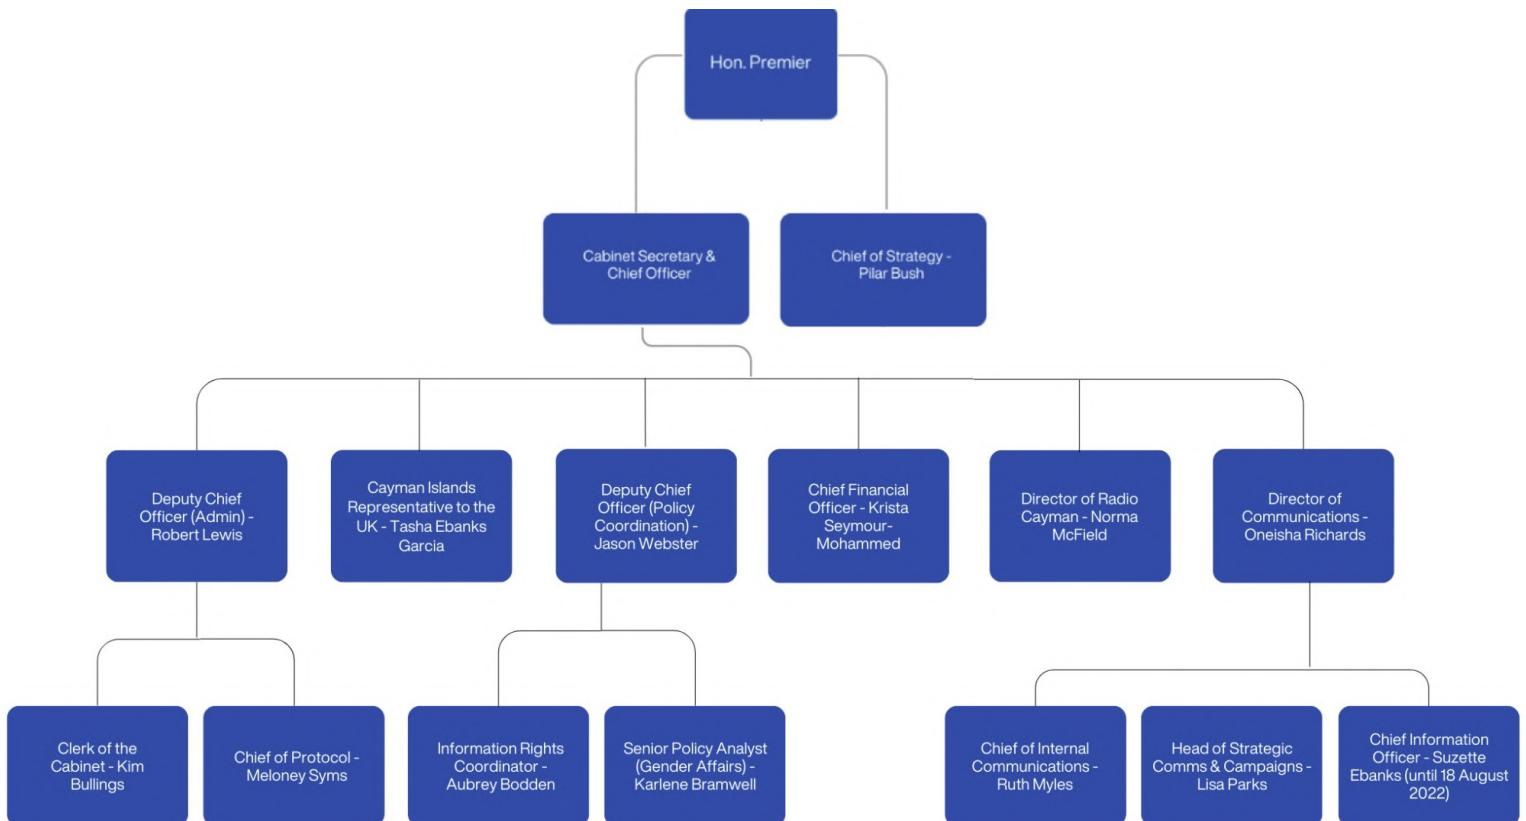 Hon. Premier
Cabinet Secretary &
Chief Officer
Chief of Strategy -
Pilar Bush
Deputy Chief
Officer (Admin) -
Robert Lewis
Cayman Islands
Representative to the
UK - Tasha Ebanks
Garcia
Deputy Chief
Officer (Policy
Coordination) -
Jason Webster
Chief Financial
Officer - Krista
Seymour-
Mohammed
Director of Radio
Cayman - Norma
McField
Director of
Communications -
Oneisha Richards
Clerk of the
Cabinet - Kim
Bullings
Chief of Protocol -
Meloney Syms
Information Rights
Coordinator -
Aubrey Bodden
Senior Policy Analyst
(Gender Affairs) -
Karlene Bramwell
Chief of Internal
Communications -
Ruth Myles
Head of Strategic
Comms & Campaigns -
Lisa Parks
Chief Information
Officer - Suzette
Ebanks (until 18 August
2022)